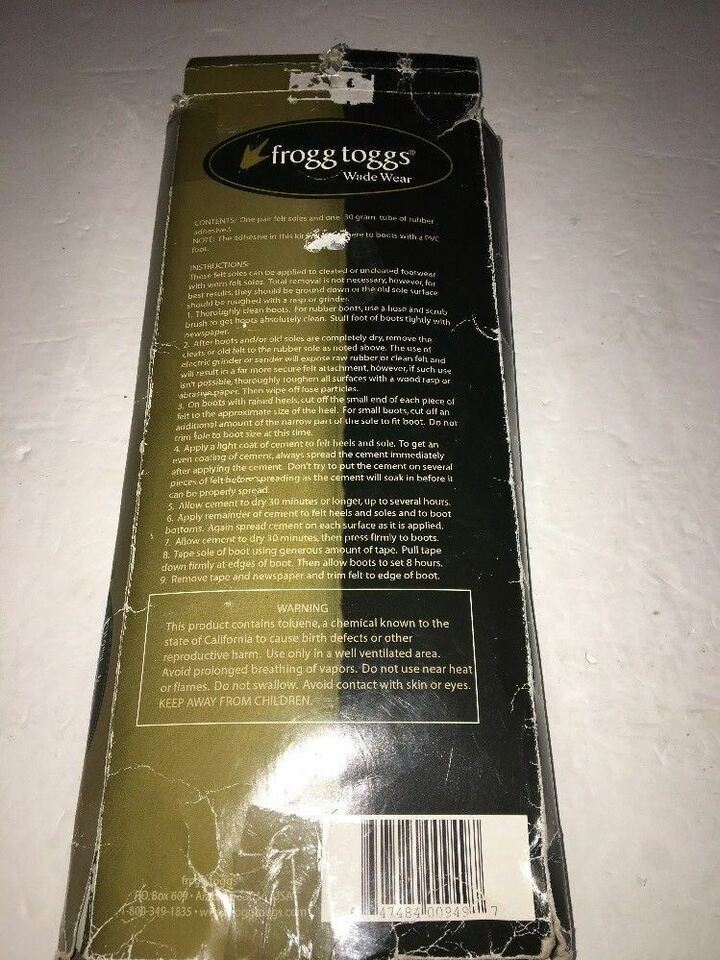 frogg toggs®
Wade Wear
CONTENTS: One pair felt soles and one 30 gram tube of rubber
adhesive.
NOTE: The adhesive in this kit here to boots with a PVC
foot.
INSTRUCTIONS:
These felt soles can be applied to cleated or uncleated footwear
with worn felt soles. Total removal is not necessary, however, for
best results, they should be ground down or the old sole surface
should be roughed with a rasp or grinder.
1. Thoroughly clean boots. For rubber boots, use a hose and scrub
brush to get boots absolutely clean. Stuff foot of boots tightly with
newspaper.
2. After boots and/or old soles are completely dry, remove the
cleats or old felt to the rubber sole as noted above. The use of
electric grinder or sander will expose raw rubber or clean felt and
will result in a far more secure felt attachment, however, if such use
isn't possible, thoroughly roughen all surfaces with a wood rasp or
abrasive paper. Then wipe off lose particles.
3. On boots with raised heels, cut off the small end of each piece of
felt to the approximate size of the heel. For small boots, cut off an
additional amount of the narrow part of the sole to fit boot. Do not
trim sole to boot size at this time.
4. Apply a light coat of cement to felt heels and sole. To get an
even coating of cement, always spread the cement immediately
after applying the cement. Don't try to put the cement on several
pieces of felt before spreading as the cement will soak in before it
can be properly spread.
5. Allow cement to dry 30 minutes or longer, up to several hours.
6. Apply remainder of cement to felt heels and soles and to boot
bottoms. Again spread cement on each surface as it is applied.
7. Allow cement to dry 30 minutes, then press firmly to boots.
8. Tape sole of boot using generous amount of tape. Pull tape
down firmly at edges of boot. Then allow boots to set 8 hours.
9. Remove tape and newspaper and trim felt to edge of boot.
WARNING
This product contains toluene, a chemical known to the
state of California to cause birth defects or other
reproductive harm. Use only in a well ventilated area.
Avoid prolonged breathing of vapors. Do not use near heat
or flames. Do not swallow. Avoid contact with skin or eyes.
KEEP AWAY FROM CHILDREN.
frogg toggs
P.O. Box 609 •
1-800-349-1835 •
47484 00949 7